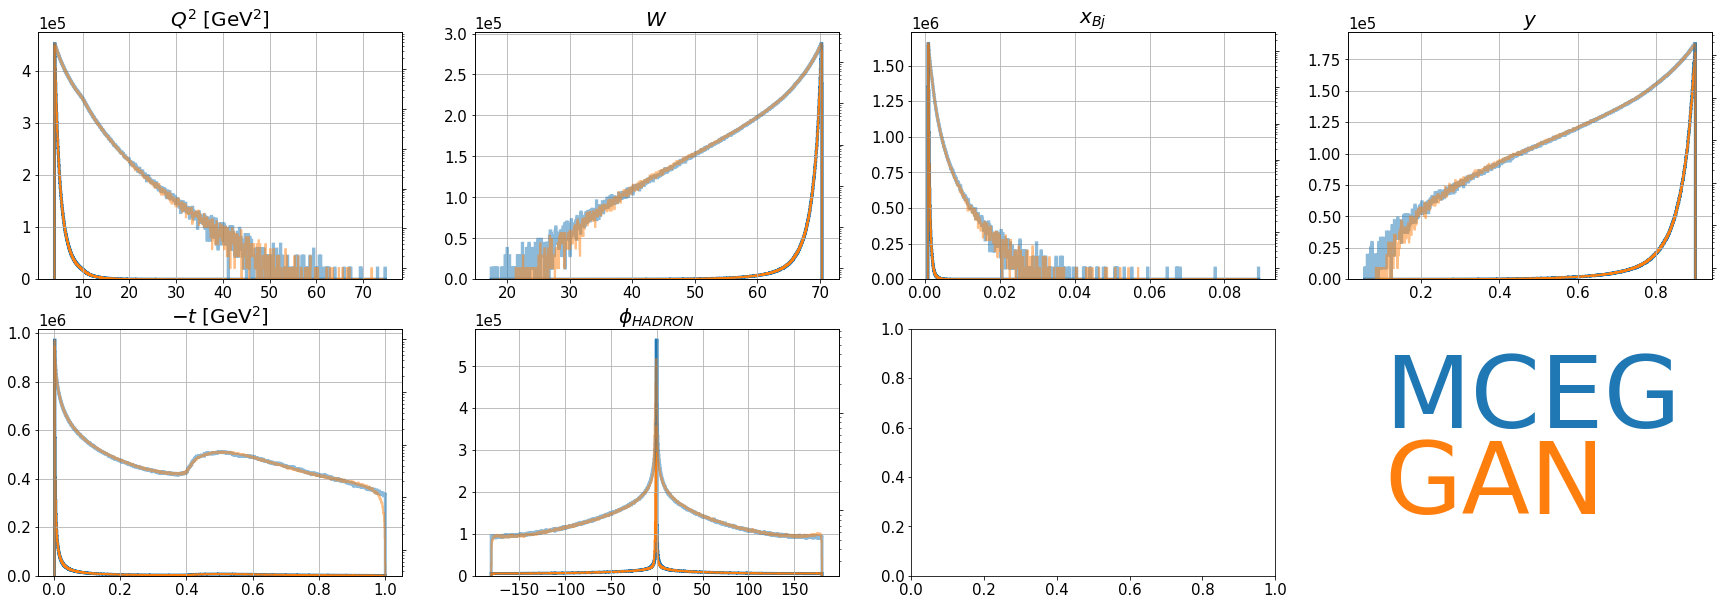 Q² [GeV²]
1e5
4
3
2
1
0
10 20 30 40 50 60 70
W
1e5
3.0
2.5
2.0
1.5
1.0
0.5
0.0
20 30 40 50 60 70
x_{Bj}
1e6
1.50
1.25
1.00
0.75
0.50
0.25
0.00
0.00 0.02 0.04 0.06 0.08
y
1e5
1.75
1.50
1.25
1.00
0.75
0.50
0.25
0.00
0.2 0.4 0.6 0.8
−t [GeV²]
1e6
1.0
0.8
0.6
0.4
0.2
0.0
0.0 0.2 0.4 0.6 0.8 1.0
ϕ_{HADRON}
1e5
5
4
3
2
1
0
−150 −100 −50 0 50 100 150
1.0
0.8
0.6
0.4
0.2
0.0
0.0 0.2 0.4 0.6 0.8 1.0
MCEG
GAN